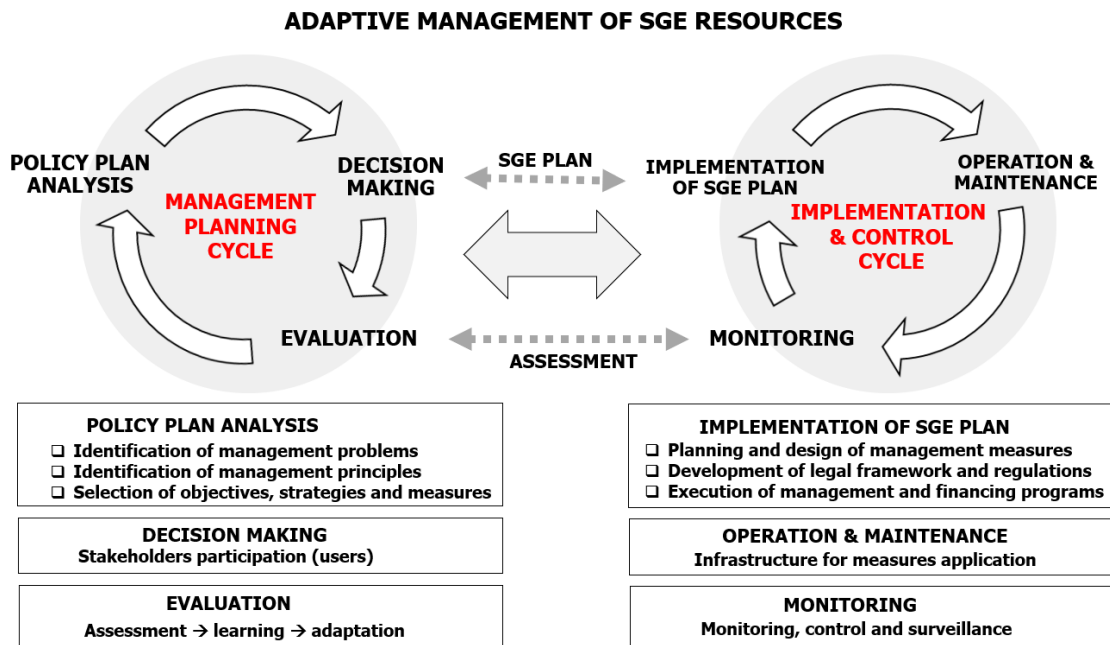 ADAPTIVE MANAGEMENT OF SGE RESOURCES
POLICY PLAN
ANALYSIS
DECISION
MAKING
MANAGEMENT
PLANNING
CYCLE
EVALUATION
SGE PLAN
ASSESSMENT
IMPLEMENTATION
OF SGE PLAN
OPERATION &
MAINTENANCE
IMPLEMENTATION
& CONTROL
CYCLE
MONITORING
POLICY PLAN ANALYSIS
❑ Identification of management problems
❑ Identification of management principles
❑ Selection of objectives, strategies and measures
DECISION MAKING
Stakeholders participation (users)
EVALUATION
Assessment → learning → adaptation
IMPLEMENTATION OF SGE PLAN
❑ Planning and design of management measures
❑ Development of legal framework and regulations
❑ Execution of management and financing programs
OPERATION & MAINTENANCE
Infrastructure for measures application
MONITORING
Monitoring, control and surveillance